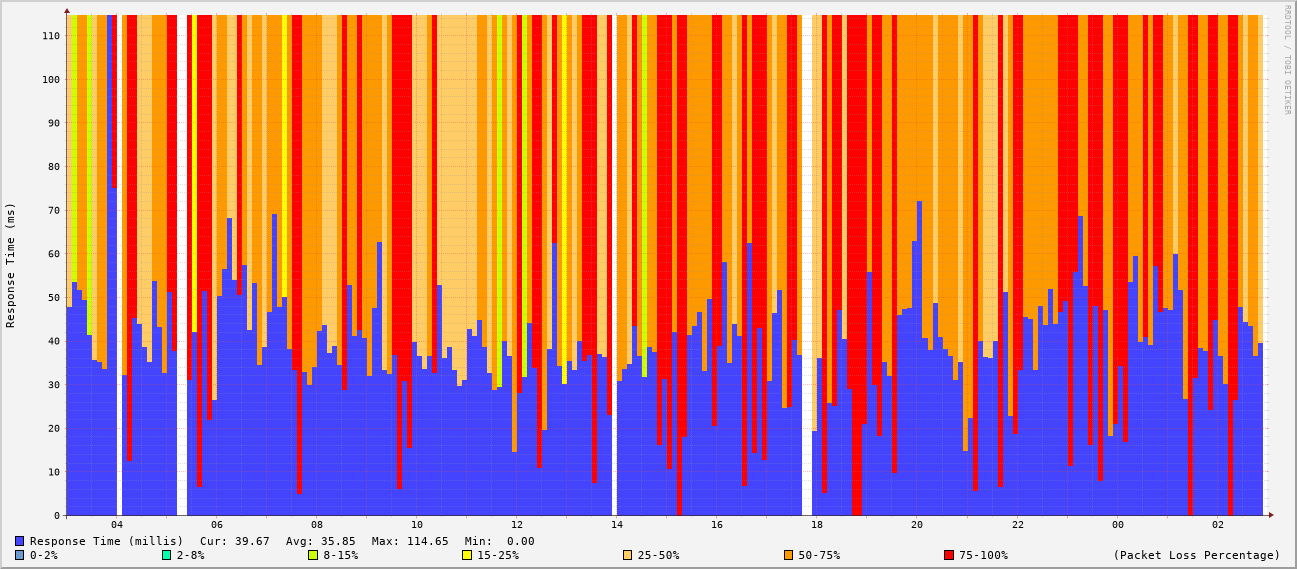 RRDTOOL / TOBI OETIKER
Response Time (ms)
110
100
90
80
70
60
50
40
30
20
10
0
04 06 08 10 12 14 16 18 20 22 00 02
Response Time (millis) Cur: 39.67 Avg: 35.85 Max: 114.65 Min: 0.00
0-2% 2-8% 8-15% 15-25% 25-50% 50-75% 75-100% (Packet Loss Percentage)